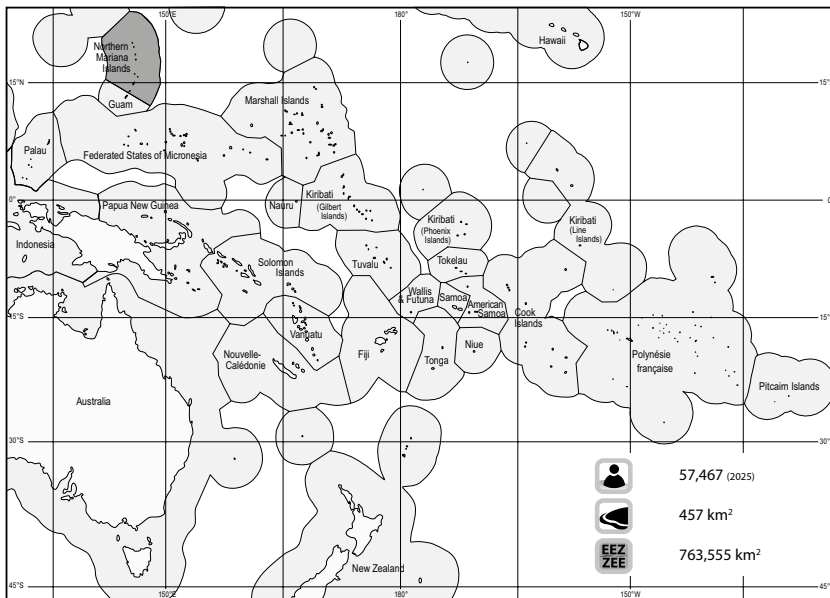 150°E
180°
150°W
Hawaii
Northern
Mariana
Islands
15°N
15°
Guam
Marshall Islands
Palau
Federated States of Micronesia
0°
0°
Papua New Guinea
Nauru
Kiribati
(Gilbert
Islands)
Kiribati
(Phoenix
Islands)
Kiribati
(Line
Islands)
Indonesia
Solomon
Islands
Tuvalu
Tokelau
Wallis
& Futuna
Samoa
American
Samoa
Cook
Islands
15°S
15°
Vanuatu
Nouvelle-
Calédonie
Fiji
Tonga
Niue
Polynésie
française
Pitcairn Islands
Australia
30°S
30°
57,467 (2025)
457 km²
EEZ
ZEE
763,555 km²
New Zealand
45°S
45°
150°E
180°
150°W